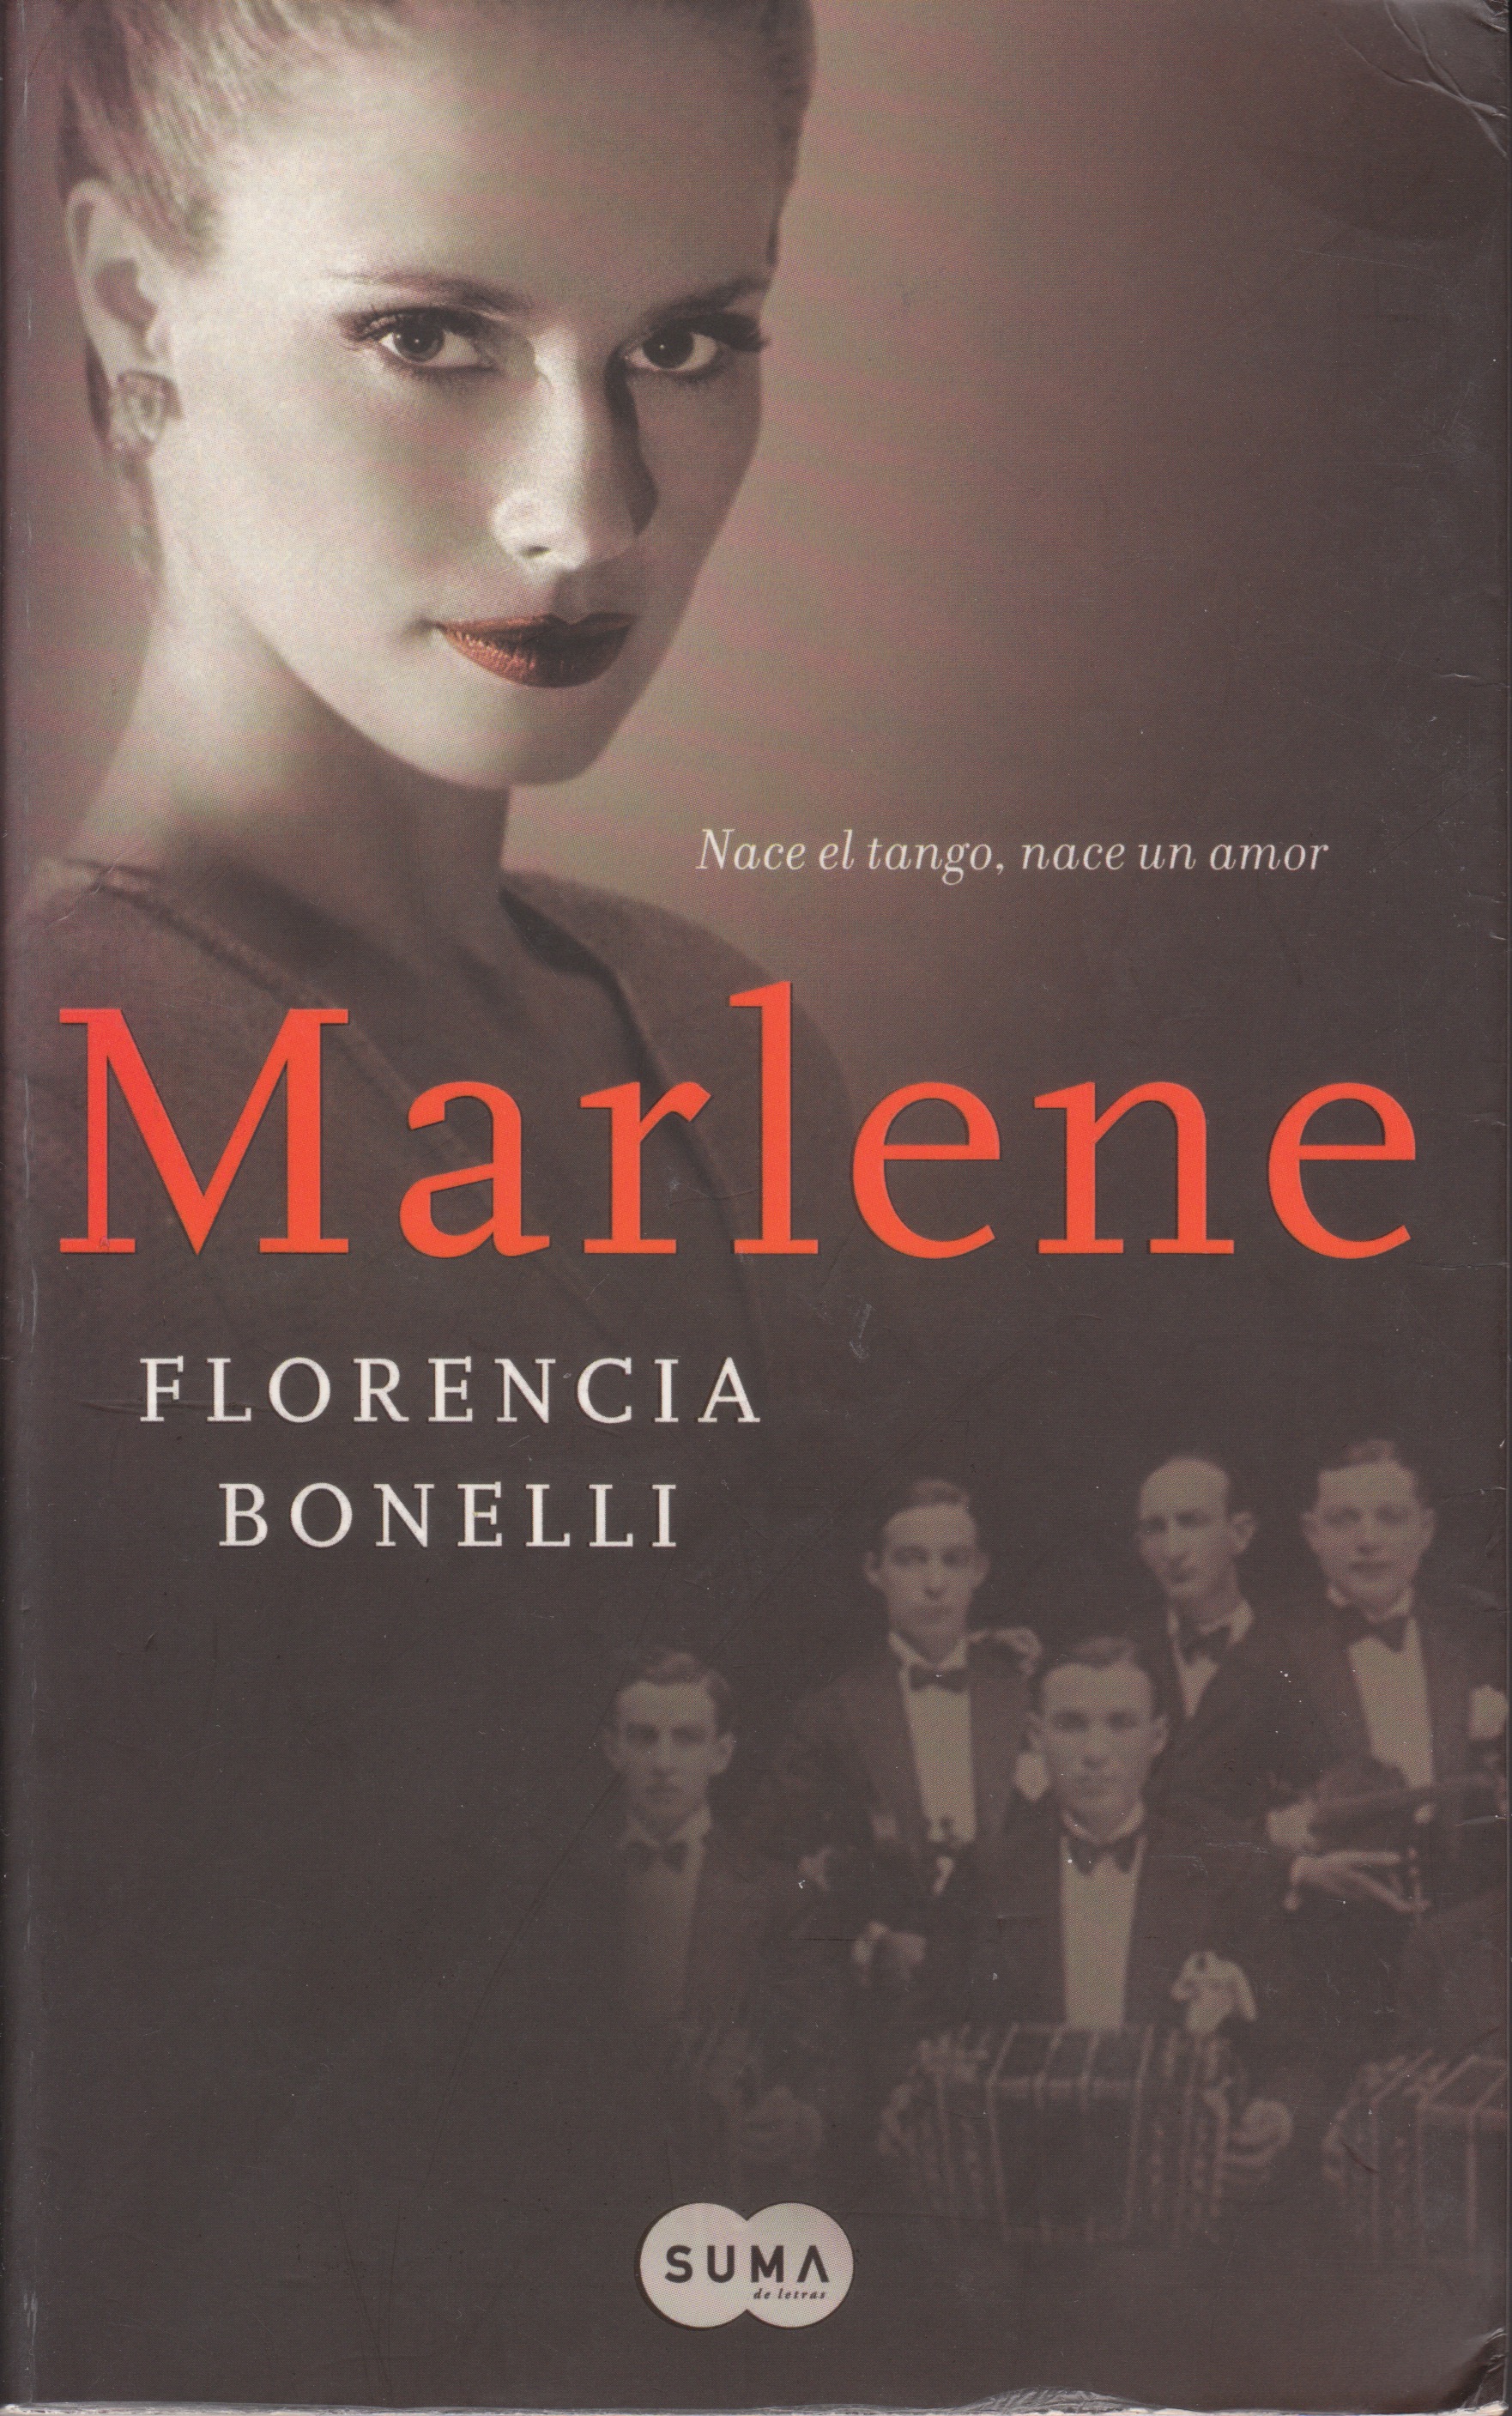 Nace el tango, nace un amor
Marlene
FLORENCIA
BONELLI
SUMA
de letras